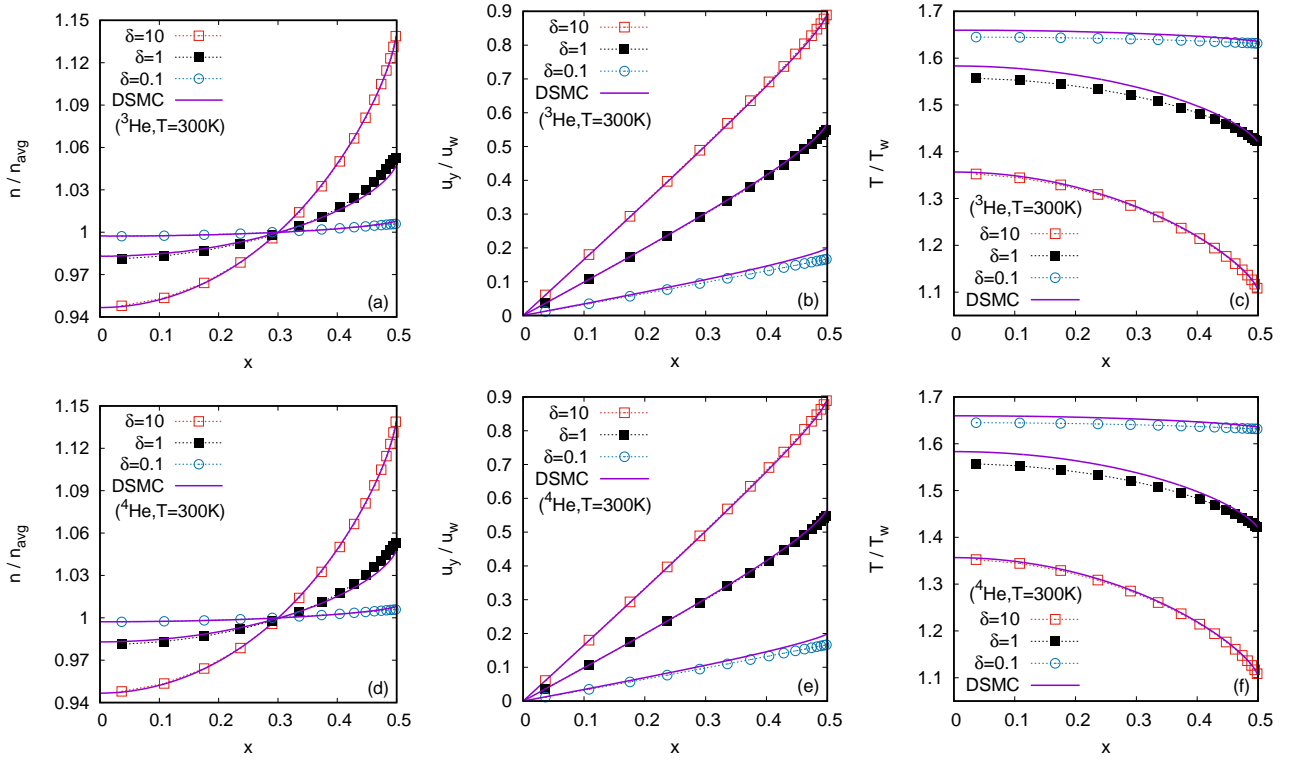 1.15
1.12
1.09
1.06
1.03
1
0.97
0.94
0
0.1
0.2
0.3
0.4
0.5
n / n_avg
x
δ=10
δ=1
δ=0.1
DSMC
(³He,T=300K)
(a)
0.9
0.8
0.7
0.6
0.5
0.4
0.3
0.2
0.1
0
0
0.1
0.2
0.3
0.4
0.5
u_y / u_w
x
δ=10
δ=1
δ=0.1
DSMC
(³He,T=300K)
(b)
1.7
1.6
1.5
1.4
1.3
1.2
1.1
0
0.1
0.2
0.3
0.4
0.5
T / T_w
x
(³He,T=300K)
δ=10
δ=1
δ=0.1
DSMC
(c)
1.15
1.12
1.09
1.06
1.03
1
0.97
0.94
0
0.1
0.2
0.3
0.4
0.5
n / n_avg
x
δ=10
δ=1
δ=0.1
DSMC
(⁴He,T=300K)
(d)
0.9
0.8
0.7
0.6
0.5
0.4
0.3
0.2
0.1
0
0
0.1
0.2
0.3
0.4
0.5
u_y / u_w
x
δ=10
δ=1
δ=0.1
DSMC
(⁴He,T=300K)
(e)
1.7
1.6
1.5
1.4
1.3
1.2
1.1
0
0.1
0.2
0.3
0.4
0.5
T / T_w
x
(⁴He,T=300K)
δ=10
δ=1
δ=0.1
DSMC
(f)